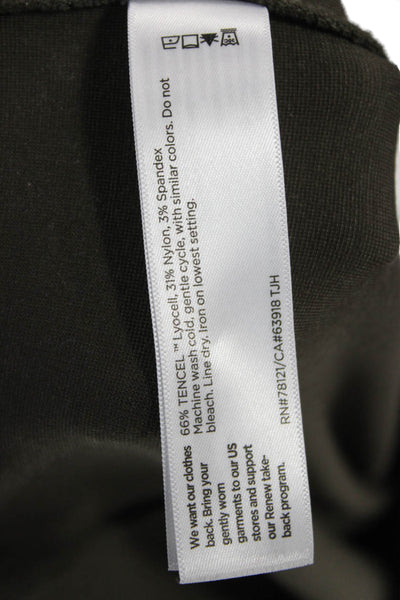 We want our clothes
back. Bring your
gently worn
garments to our US
stores and support
our Renew take-
back program.
66% TENCEL™ Lyocell, 31% Nylon, 3% Spandex
Machine wash cold, gentle cycle, with similar colors. Do not
bleach. Line dry. Iron on lowest setting.
RN#78121/CA#63918 TJH